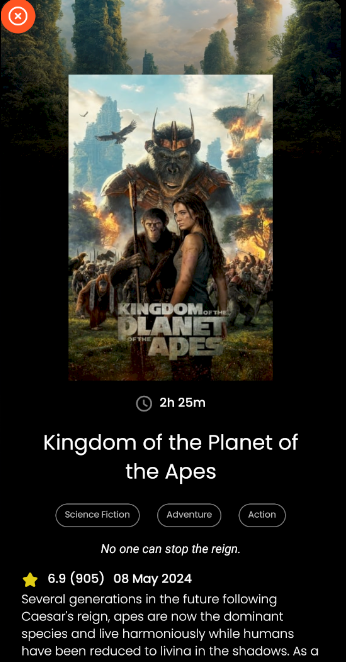 KINGDOM OF THE
PLANET
OF THE APES
2h 25m
Kingdom of the Planet of
the Apes
Science Fiction
Adventure
Action
No one can stop the reign.
6.9 (905) 08 May 2024
Several generations in the future following
Caesar's reign, apes are now the dominant
species and live harmoniously while humans
have been reduced to living in the shadows. As a